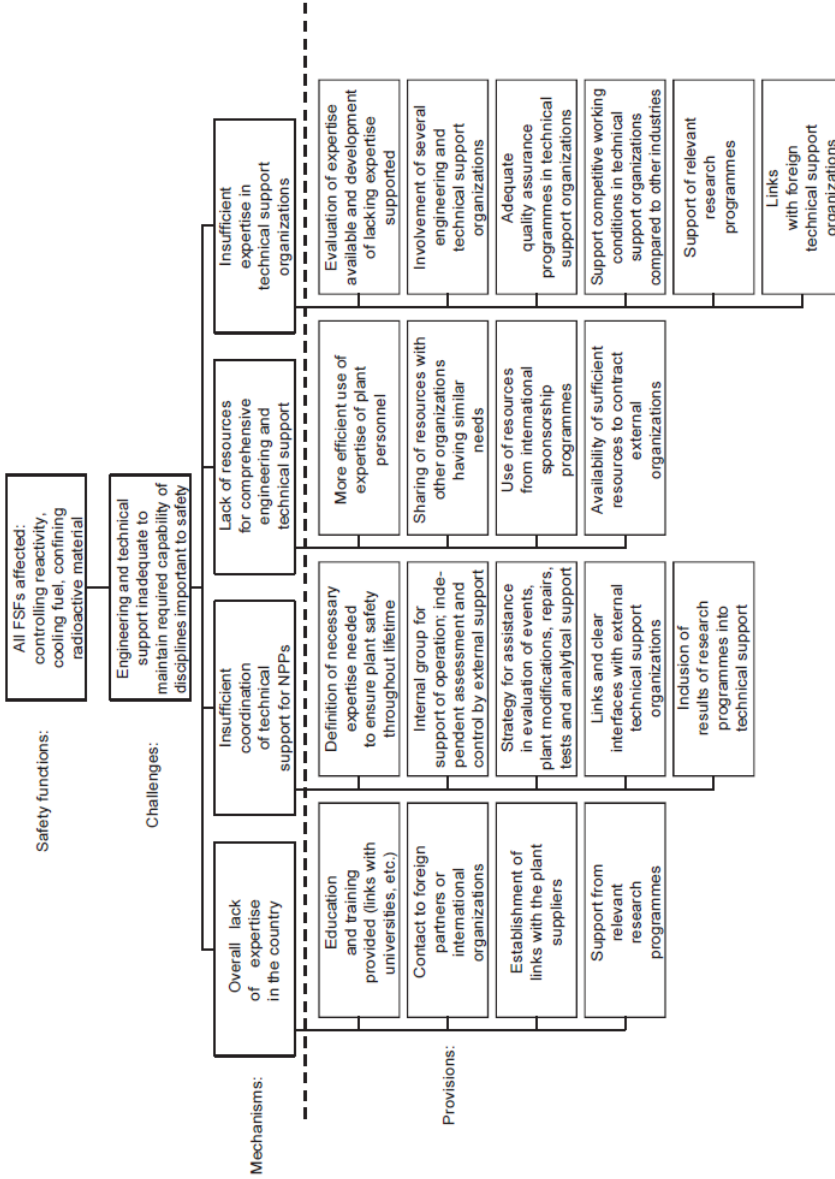 Safety functions:
All FSFs affected:
controlling reactivity,
cooling fuel, confining
radioactive material
Challenges:
Engineering and technical
support inadequate to
maintain required capability of
disciplines important to safety
Mechanisms:
Overall lack
of expertise
in the country
Insufficient
coordination
of technical
support for NPPs
Lack of resources
for comprehensive
engineering and
technical support
Insufficient
expertise in
technical support
organizations
Provisions:
Education
and training
provided (links with
universities, etc.)
Contact to foreign
partners or
international
organizations
Establishment of
links with the plant
suppliers
Support from
relevant
research
programmes
Definition of necessary
expertise needed
to ensure plant safety
throughout lifetime
Internal group for
support of operation; inde-
pendent assessment and
control by external support
Strategy for assistance
in evaluation of events,
plant modifications, repairs,
tests and analytical support
Links and clear
interfaces with external
technical support
organizations
Inclusion of
results of research
programmes into
technical support
More efficient use of
expertise of plant
personnel
Sharing of resources with
other organizations
having similar
needs
Use of resources
from international
sponsorship
programmes
Availability of sufficient
resources to contract
external
organizations
Evaluation of expertise
available and development
of lacking expertise
supported
Involvement of several
engineering and
technical support
organizations
Adequate
quality assurance
programmes in technical
support organizations
Support competitive working
conditions in technical
support organizations
compared to other industries
Support of relevant
research
programmes
Links
with foreign
technical support
organizations